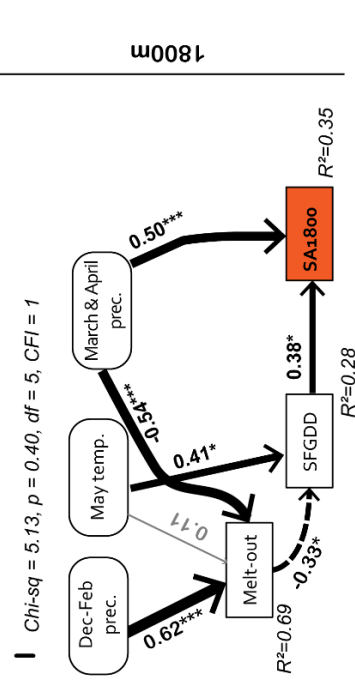 1800m
I
Chi-sq = 5.13, p = 0.40, df = 5, CFI = 1
Dec-Feb
prec.
May temp.
March & April
prec.
0.62***
0.11
0.41*
-0.54***
0.50***
Melt-out
R²=0.69
-0.33*
SFGDD
R²=0.28
0.38*
SA1800
R²=0.35